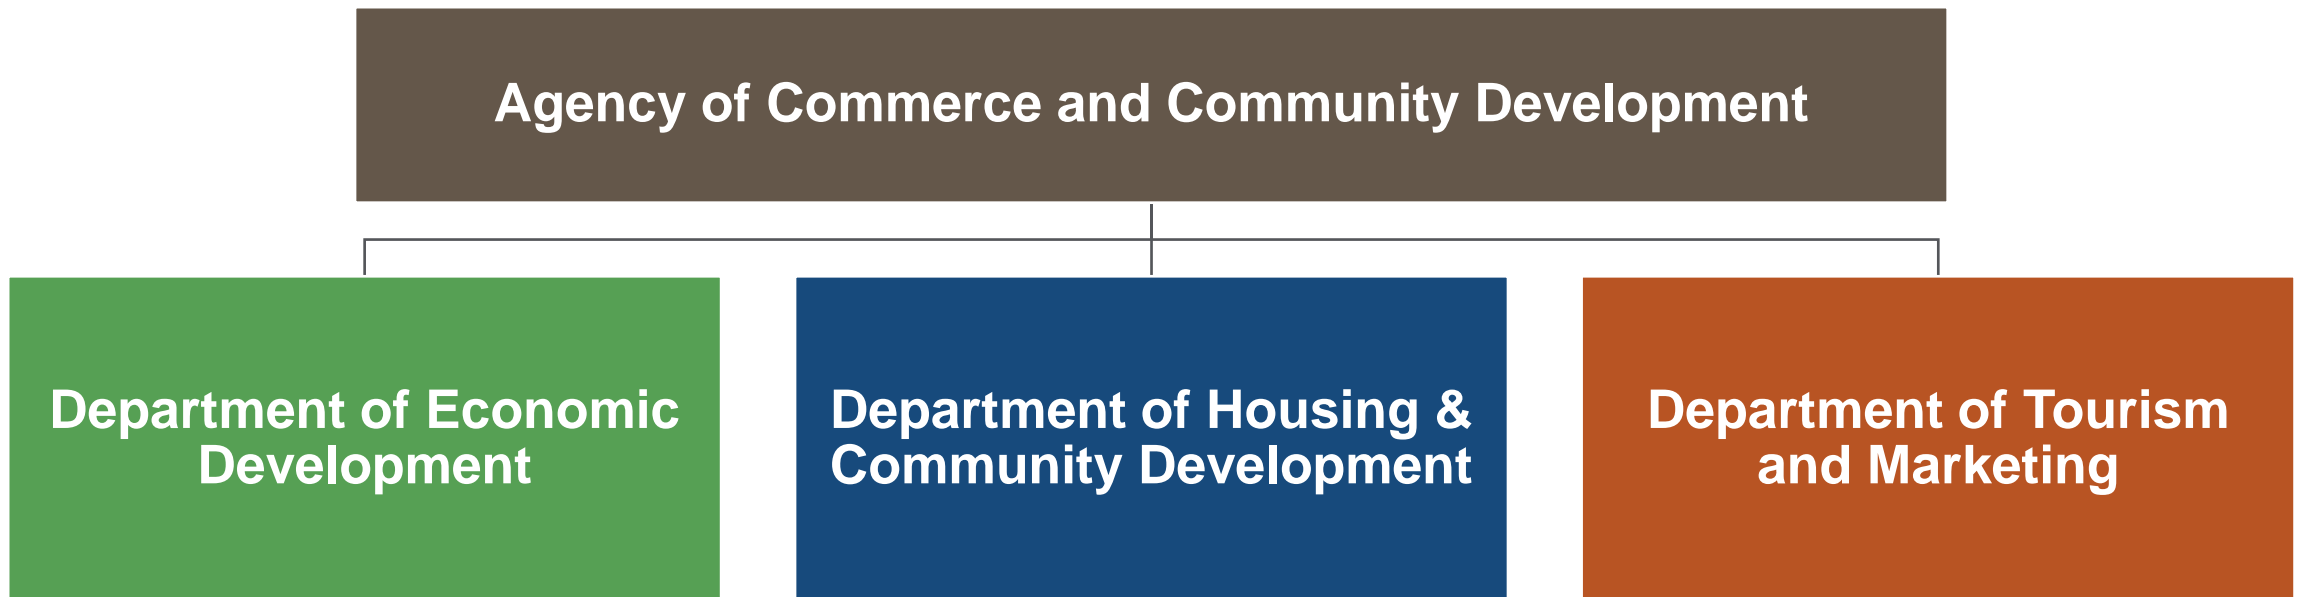 Agency of Commerce and Community Development
Department of Economic
Development
Department of Housing &
Community Development
Department of Tourism
and Marketing